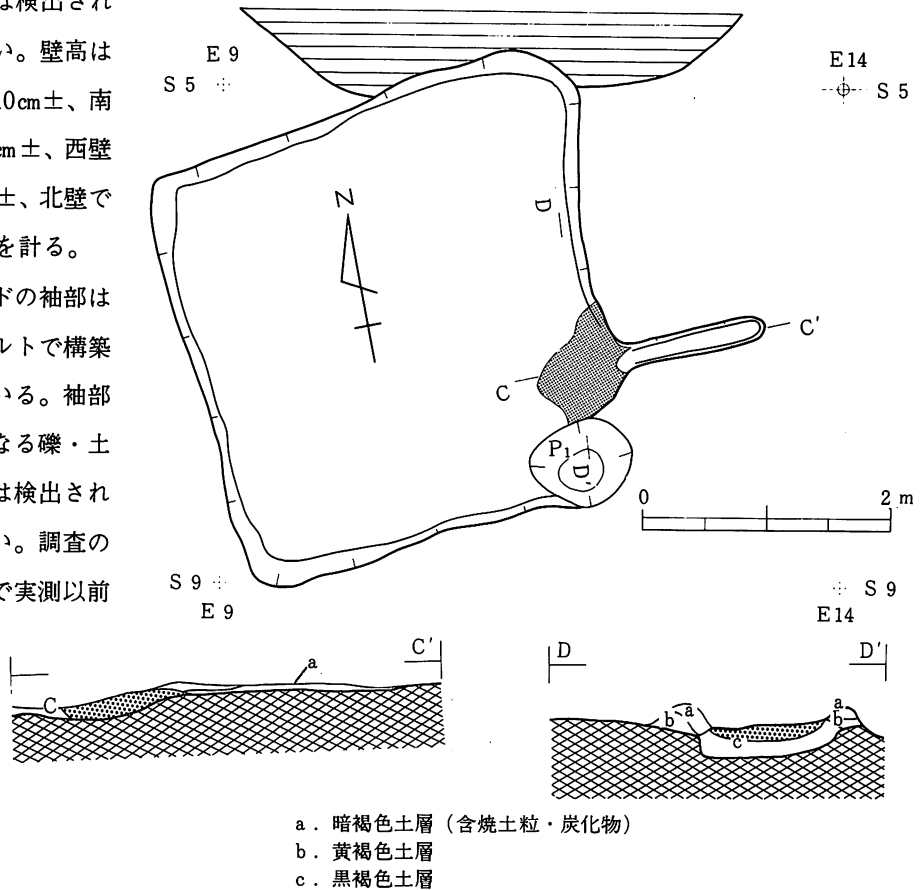 は検出され
い。壁高は
0㎝±、南
㎝±、西壁
±、北壁で
を計る。
ドの袖部は
ルトで構築
いる。袖部
なる礫・土
は検出され
い。調査の
で実測以前
E 9
S 5
E14
S 5
N
D
C'
C
P1
D'
0 2 m
S 9
E 9
S 9
E14
C' a
C
D D'
a
b a
b
c
a．暗褐色土層（含焼土粒・炭化物）
b．黄褐色土層
c．黒褐色土層